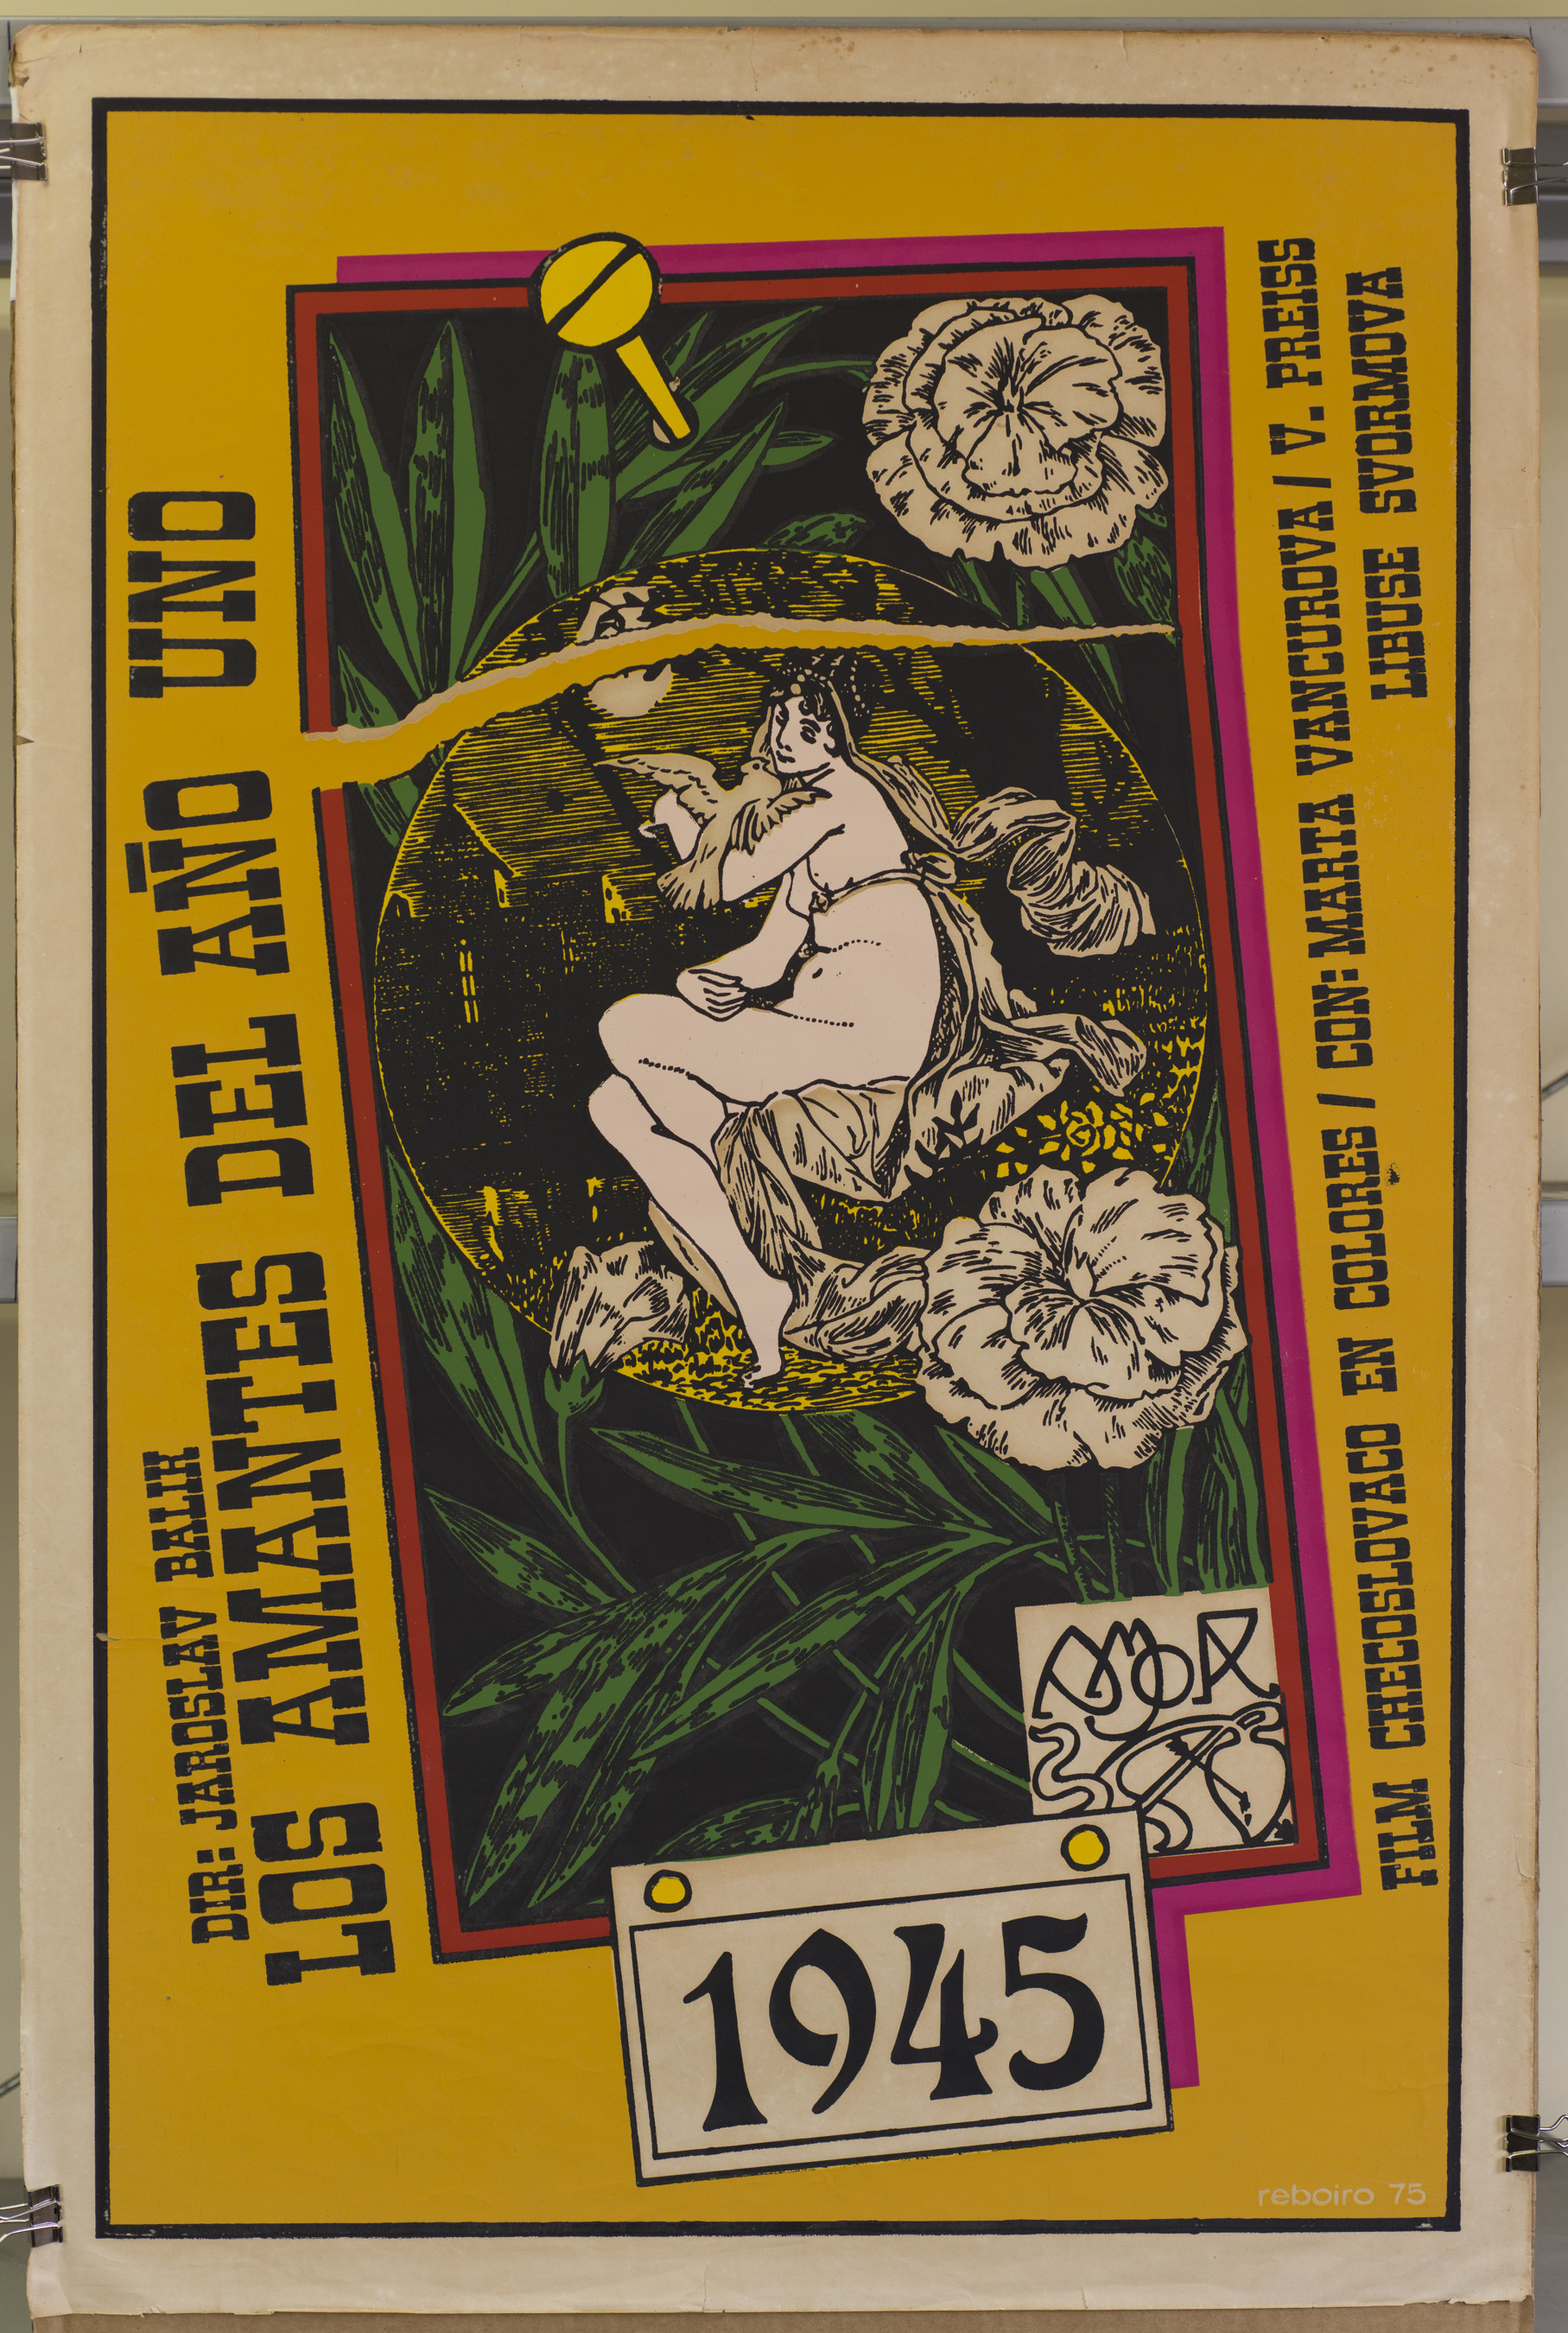 DIR: JAROSLAV BALIK
LOS AMANTES DEL AÑO UNO
AMOR
1945
FILM CHECOSLOVACO EN COLORES / CON: MARTA VANCUROVA / V. PREISS
LIBUSE SVORMOVA
reboiro 75